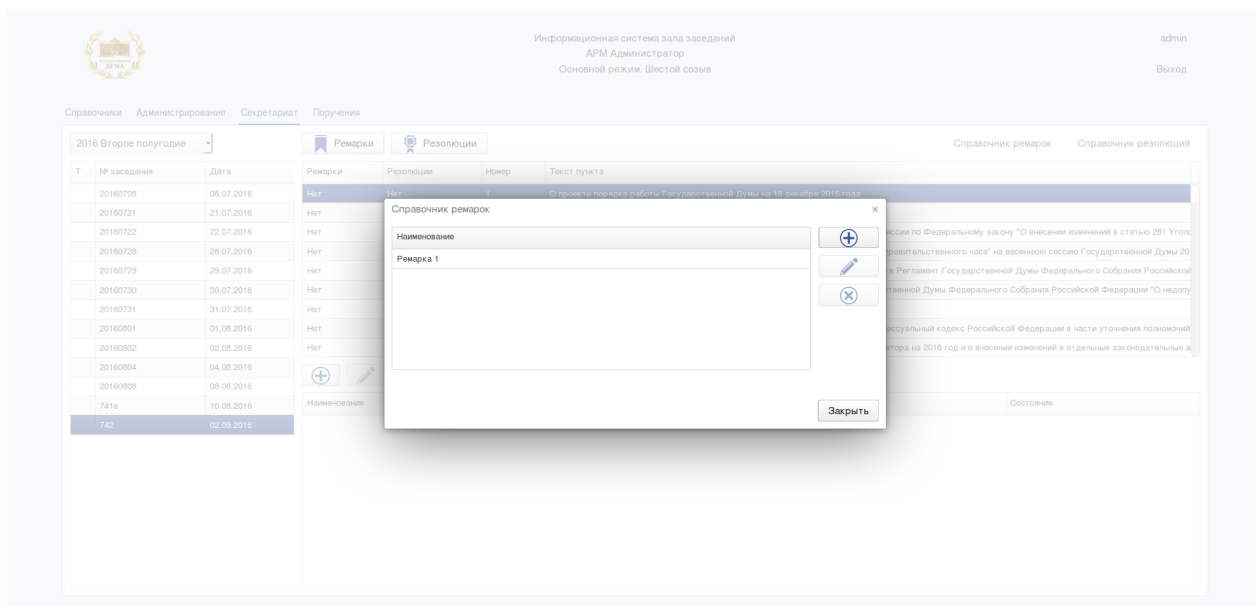 Информационная система зала заседаний
АРМ Администратор
Основной режим. Шестой созыв
admin
Выход
ДУМА
Справочники Администрирование Секретариат Поручения
2016 Второе полугодие
Ремарки Резолюции
Справочник ремарок Справочник резолюций
Т № заседания Дата
20160708 08.07.2016
20160721 21.07.2016
20160722 22.07.2016
20160728 28.07.2016
20160729 29.07.2016
20160730 30.07.2016
20160731 31.07.2016
20160801 01.08.2016
20160802 02.08.2016
20160804 04.08.2016
20160808 08.08.2016
741а 10.08.2016
742 02.09.2016
Ремарки Резолюции Номер Текст пункта
Нет Нет 1 О проекте порядка работы Государственной Думы на 18 декабря 2015 года
Нет
Нет иссии по Федеральному закону "О внесении изменений в статью 281 Уголо
Нет правительственного часа" на весеннюю сессию Государственной Думы 20
Нет в Регламент Государственной Думы Федерального Собрания Российской
Нет твенной Думы Федерального Собрания Российской Федерации "О недопу
Нет
Нет ессуальный кодекс Российской Федерации в части уточнения полномочий
Нет тора на 2016 год и о внесении изменений в отдельные законодательные а
Наименование Состояние
Справочник ремарок ×
Наименование
Ремарка 1
Закрыть